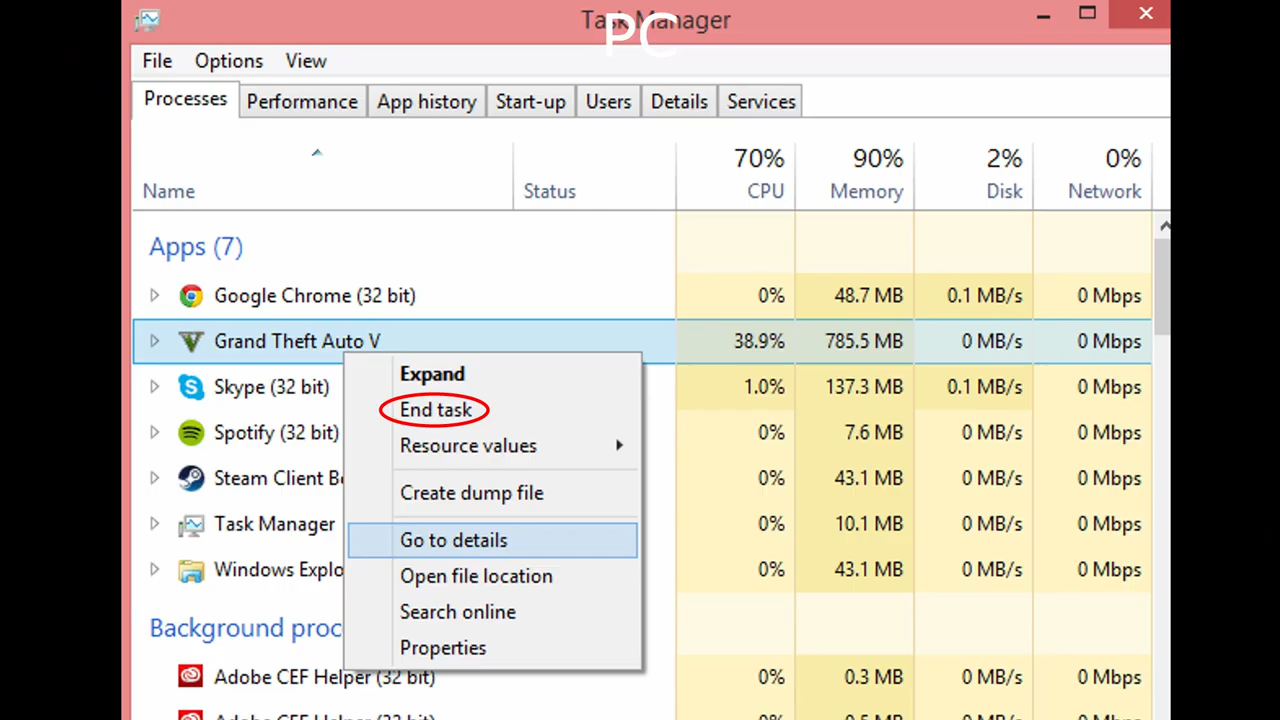 Task Manager
PC
File Options View
Processes Performance App history Start-up Users Details Services
70% 90% 2% 0%
Name Status CPU Memory Disk Network
Apps (7)
Google Chrome (32 bit) 0% 48.7 MB 0.1 MB/s 0 Mbps
Grand Theft Auto V 38.9% 785.5 MB 0 MB/s 0 Mbps
Expand
Skype (32 bit) 1.0% 137.3 MB 0.1 MB/s 0 Mbps
End task
Spotify (32 bit) 0% 7.6 MB 0 MB/s 0 Mbps
Resource values
Steam Client 0% 43.1 MB 0 MB/s 0 Mbps
Create dump file
Task Manager 0% 10.1 MB 0 MB/s 0 Mbps
Go to details
Windows Explo 0% 43.1 MB 0 MB/s 0 Mbps
Open file location
Search online
Background proc
Properties
Adobe CEF Helper (32 bit) 0% 0.3 MB 0 MB/s 0 Mbps